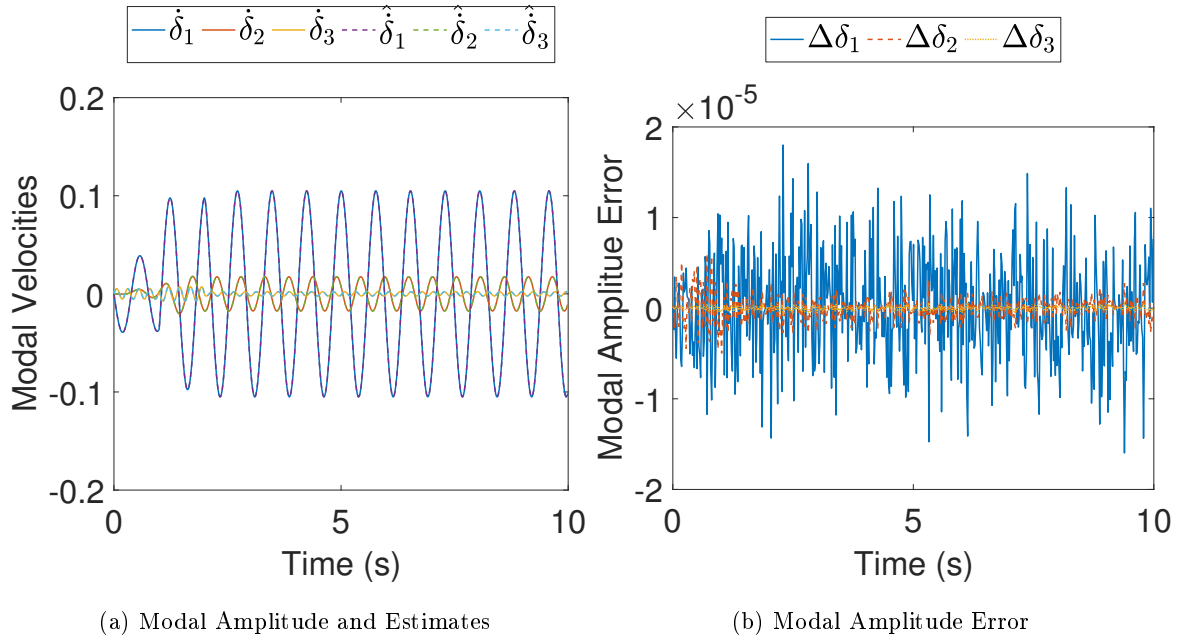 δ̇₁ δ̇₂ δ̇₃ δ̇̂₁ δ̇̂₂ δ̇̂₃
Modal Velocities
0.2
0.1
0
-0.1
-0.2
0 5 10
Time (s)
(a) Modal Amplitude and Estimates
Δδ₁ Δδ₂ Δδ₃
×10⁻⁵
Modal Amplitue Error
2
1
0
-1
-2
0 5 10
Time (s)
(b) Modal Amplitude Error